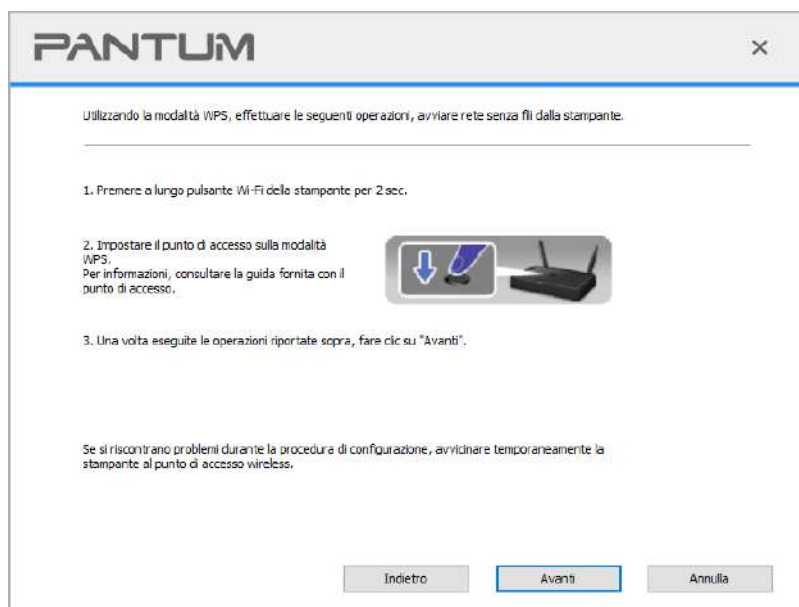 PANTUM
Utilizzando la modalità WPS, effettuare le seguenti operazioni, avviare rete senza fili dalla stampante.
1. Premere a lungo pulsante Wi-Fi della stampante per 2 sec.
2. Impostare il punto di accesso sulla modalità
WPS.
Per informazioni, consultare la guida fornita con il
punto di accesso.
3. Una volta eseguite le operazioni riportate sopra, fare clic su "Avanti".
Se si riscontrano problemi durante la procedura di configurazione, avvicinare temporaneamente la
stampante al punto di accesso wireless.
Indietro Avanti Annulla